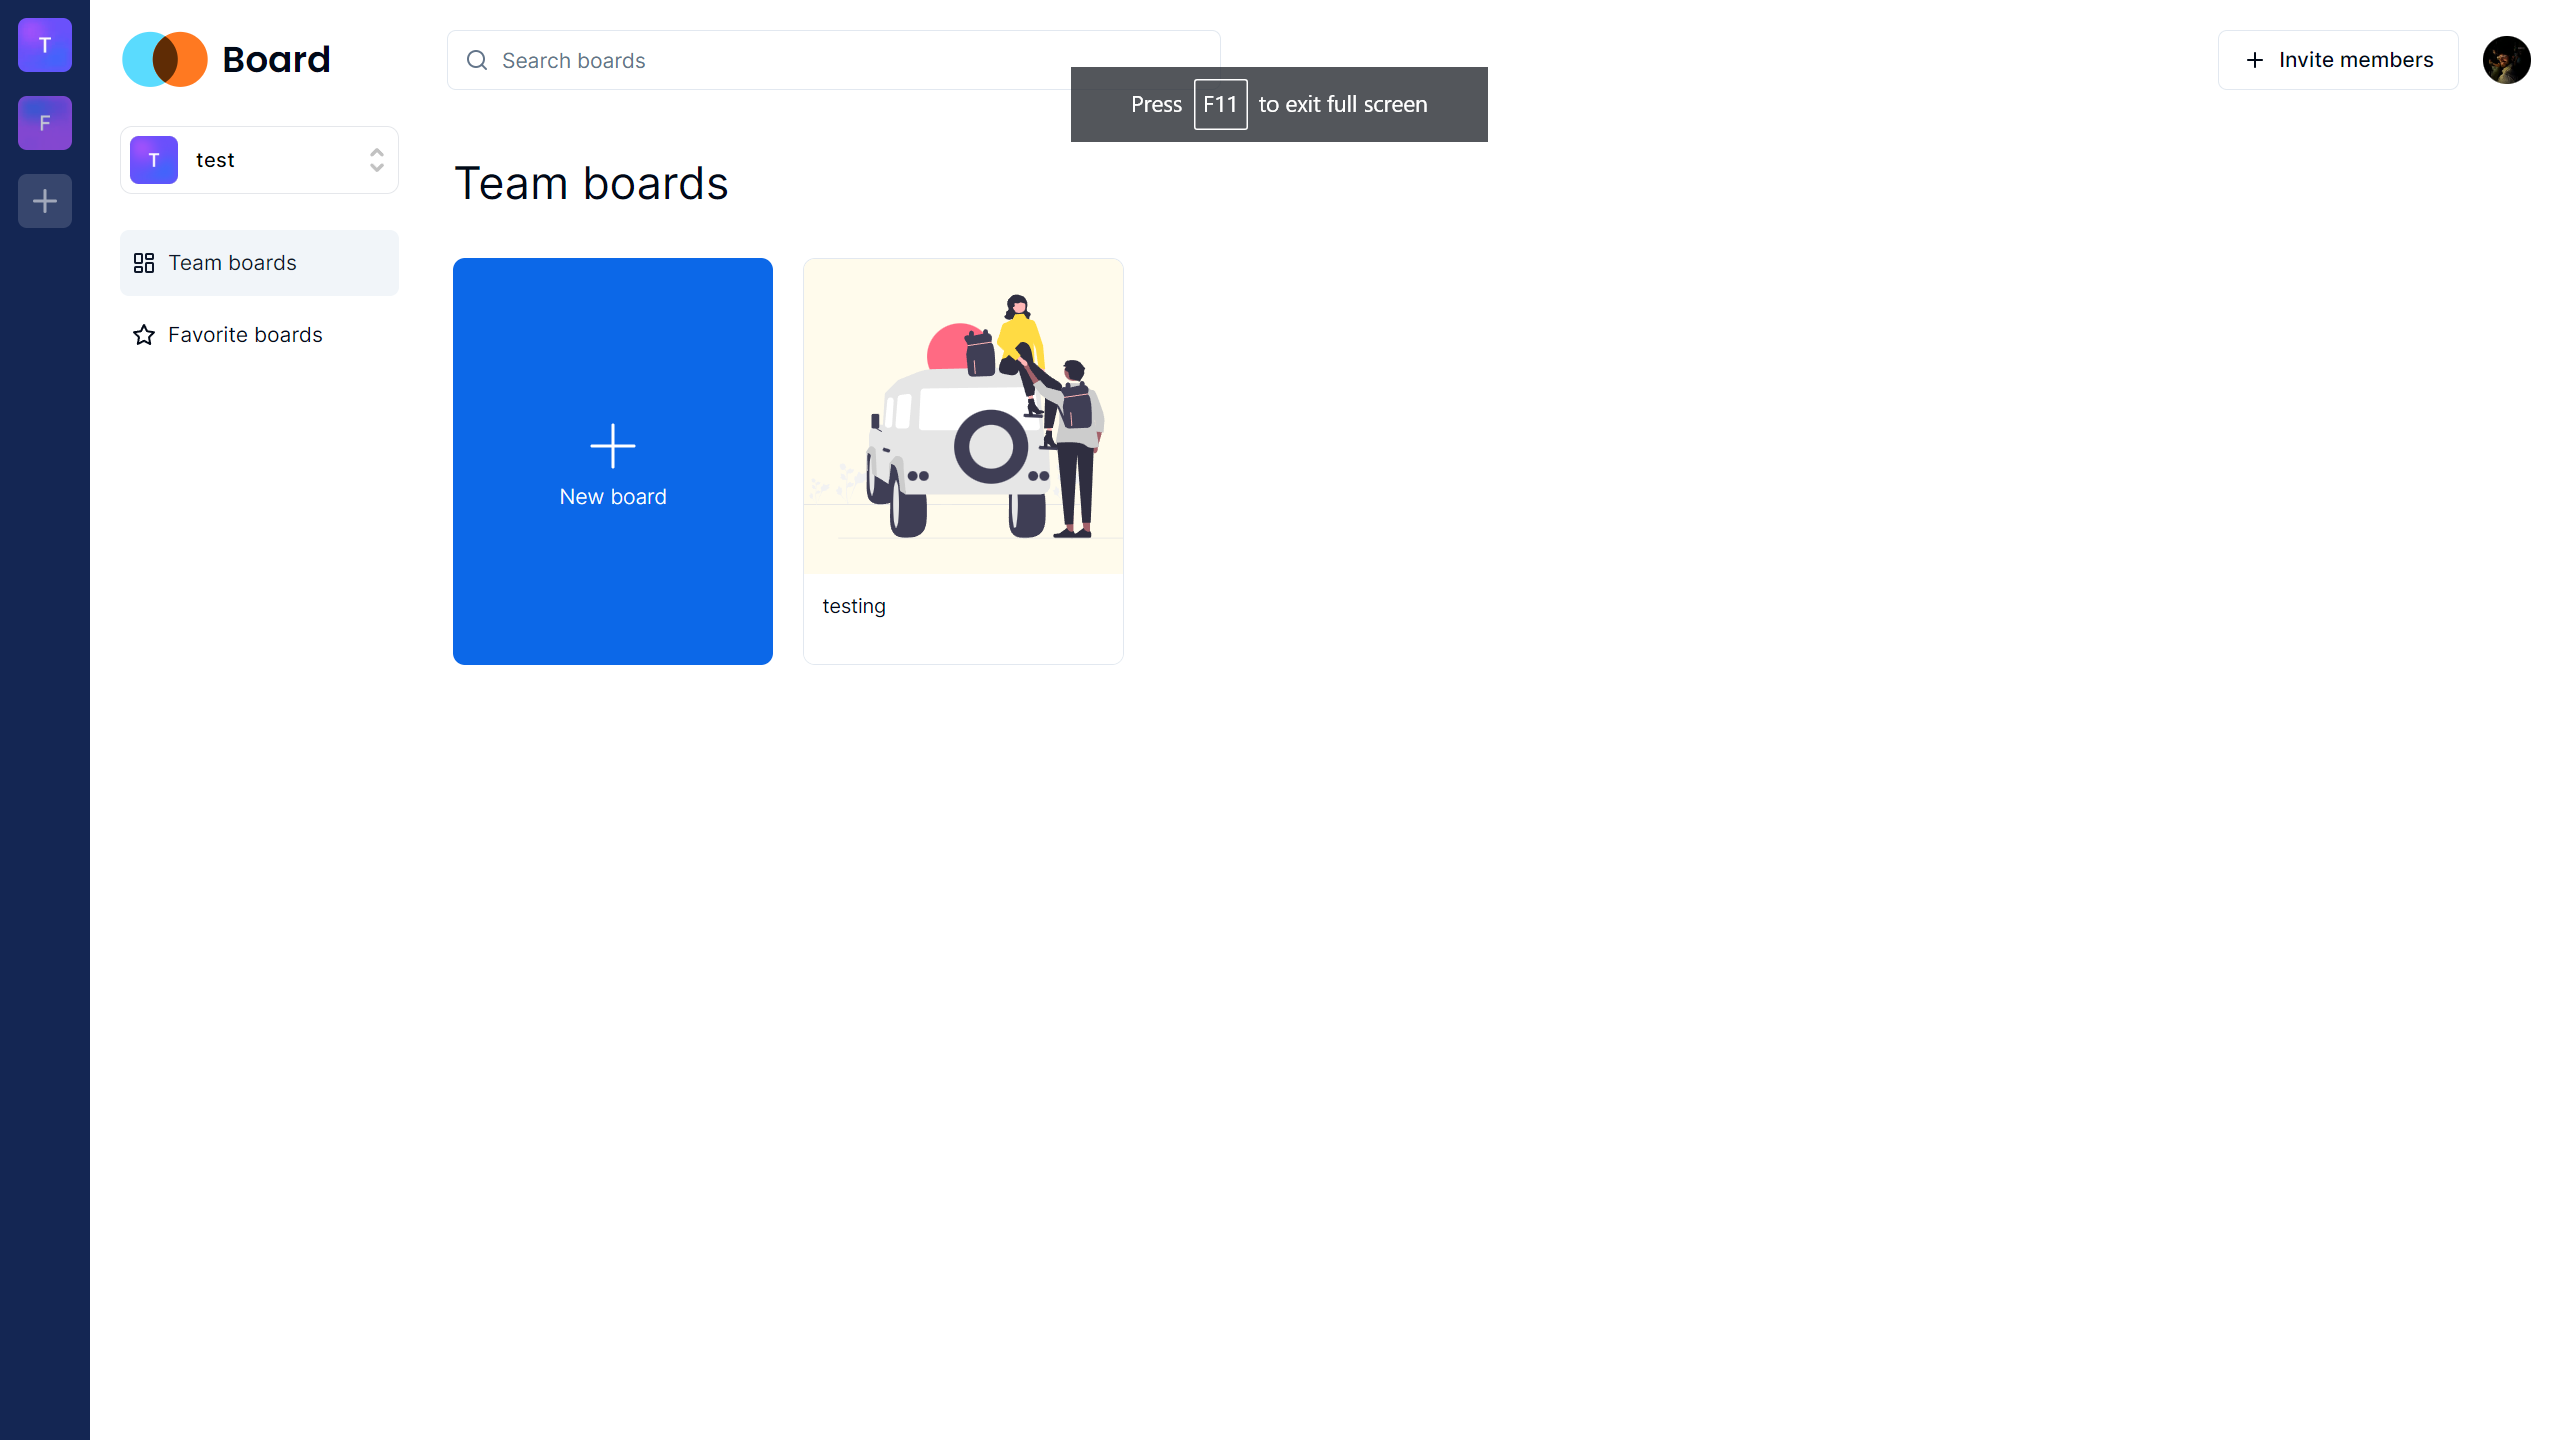 T
F
Board
T
test
Team boards
Favorite boards
Search boards
Press F11 to exit full screen
Invite members
Team boards
New board
testing